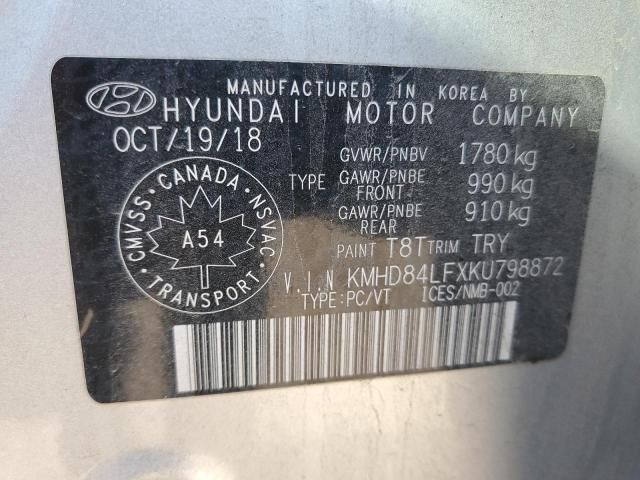 MANUFACTURED IN KOREA BY
HYUNDAI MOTOR COMPANY
OCT/19/18
GVWR/PNBV 1780 kg
TYPE GAWR/PNBE FRONT 990 kg
GAWR/PNBE REAR 910 kg
PAINT T8T TRIM TRY
V.I.N KMHD84LFXKU798872
TYPE:PC/VT ICES/NMB-002
CMVSS • CANADA • NSVAC • TRANSPORT •
A54